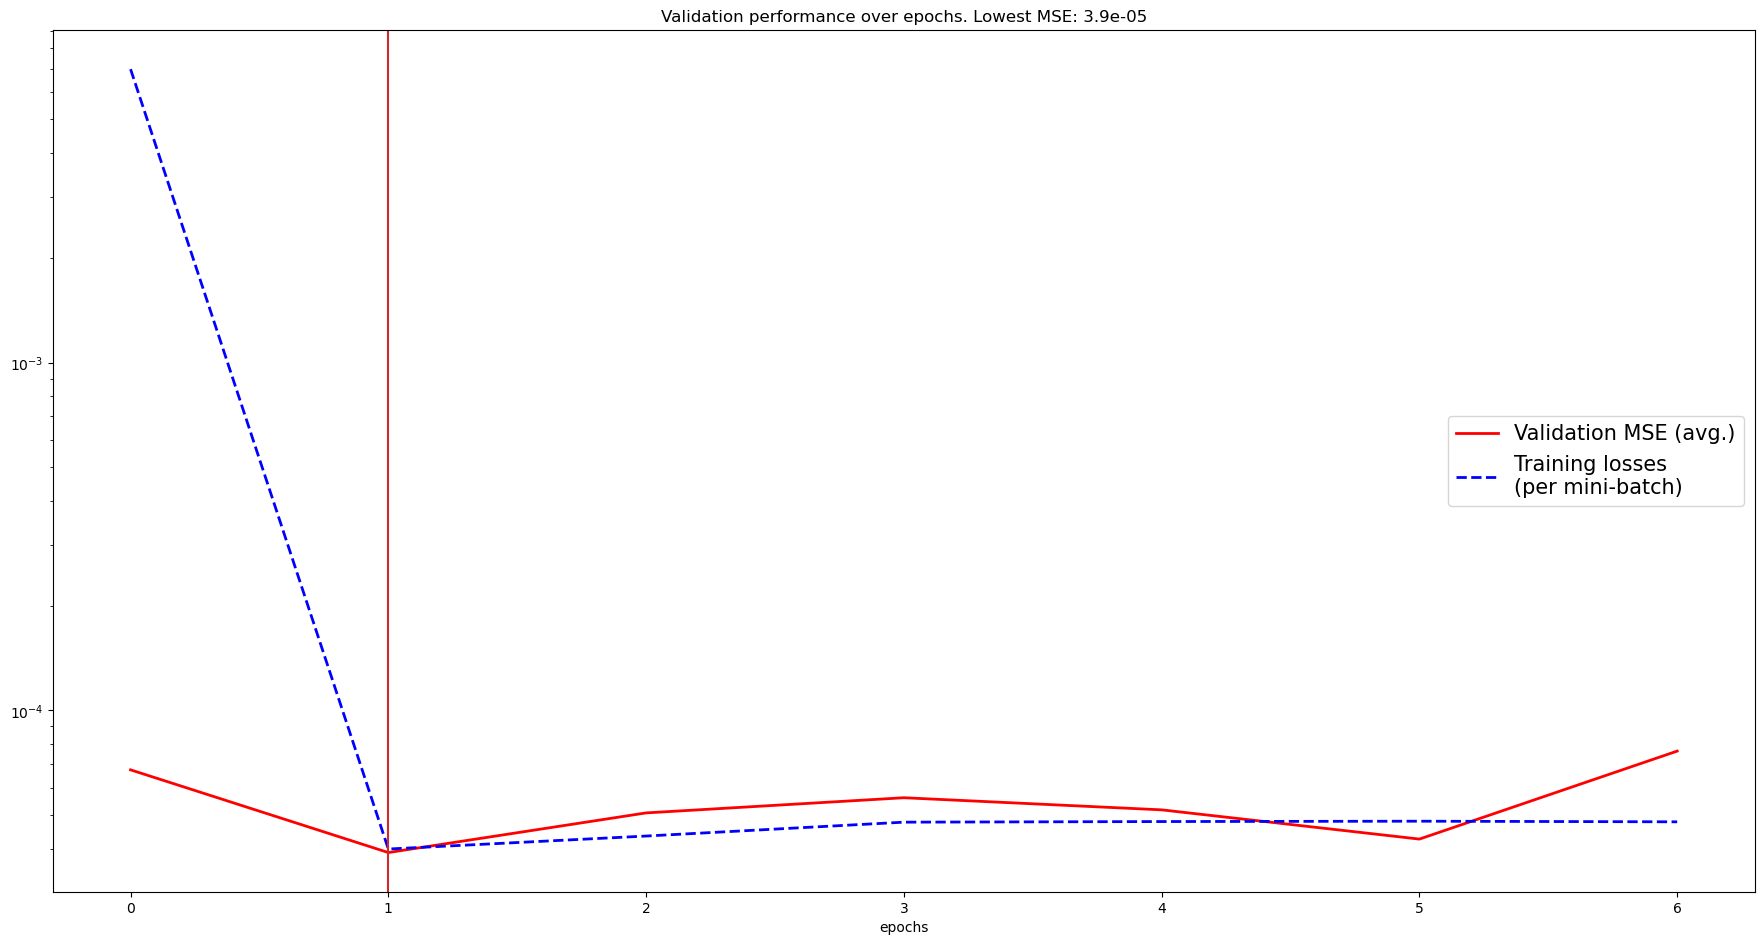 Validation performance over epochs. Lowest MSE: 3.9e-05
10⁻³
10⁻⁴
Validation MSE (avg.)
Training losses
(per mini-batch)
0 1 2 3 4 5 6
epochs